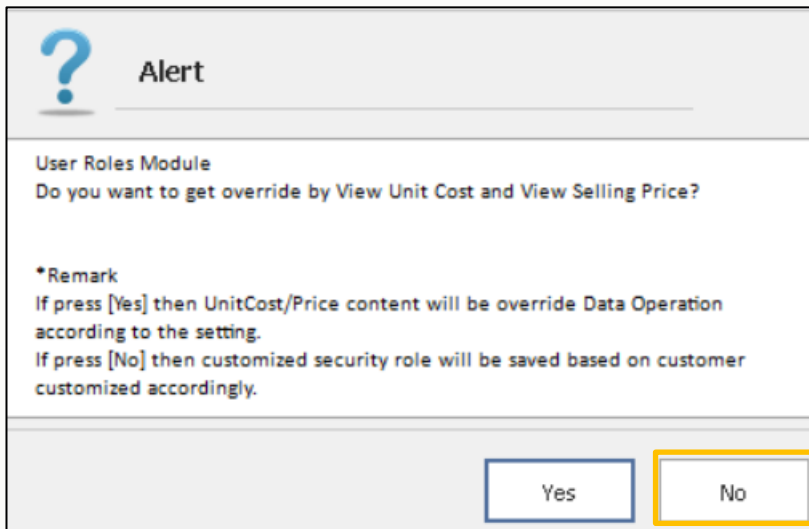 Alert
User Roles Module
Do you want to get override by View Unit Cost and View Selling Price?
*Remark
If press [Yes] then UnitCost/Price content will be override Data Operation
according to the setting.
If press [No] then customized security role will be saved based on customer
customized accordingly.
Yes
No